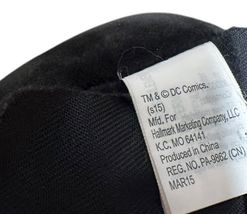 TM & © DC Comics.
(s15)
Mfd. For
Hallmark Marketing Company, LLC
K.C. MO 64141
Produced in China
REG. NO. PA-9862 (CN)
MAR15